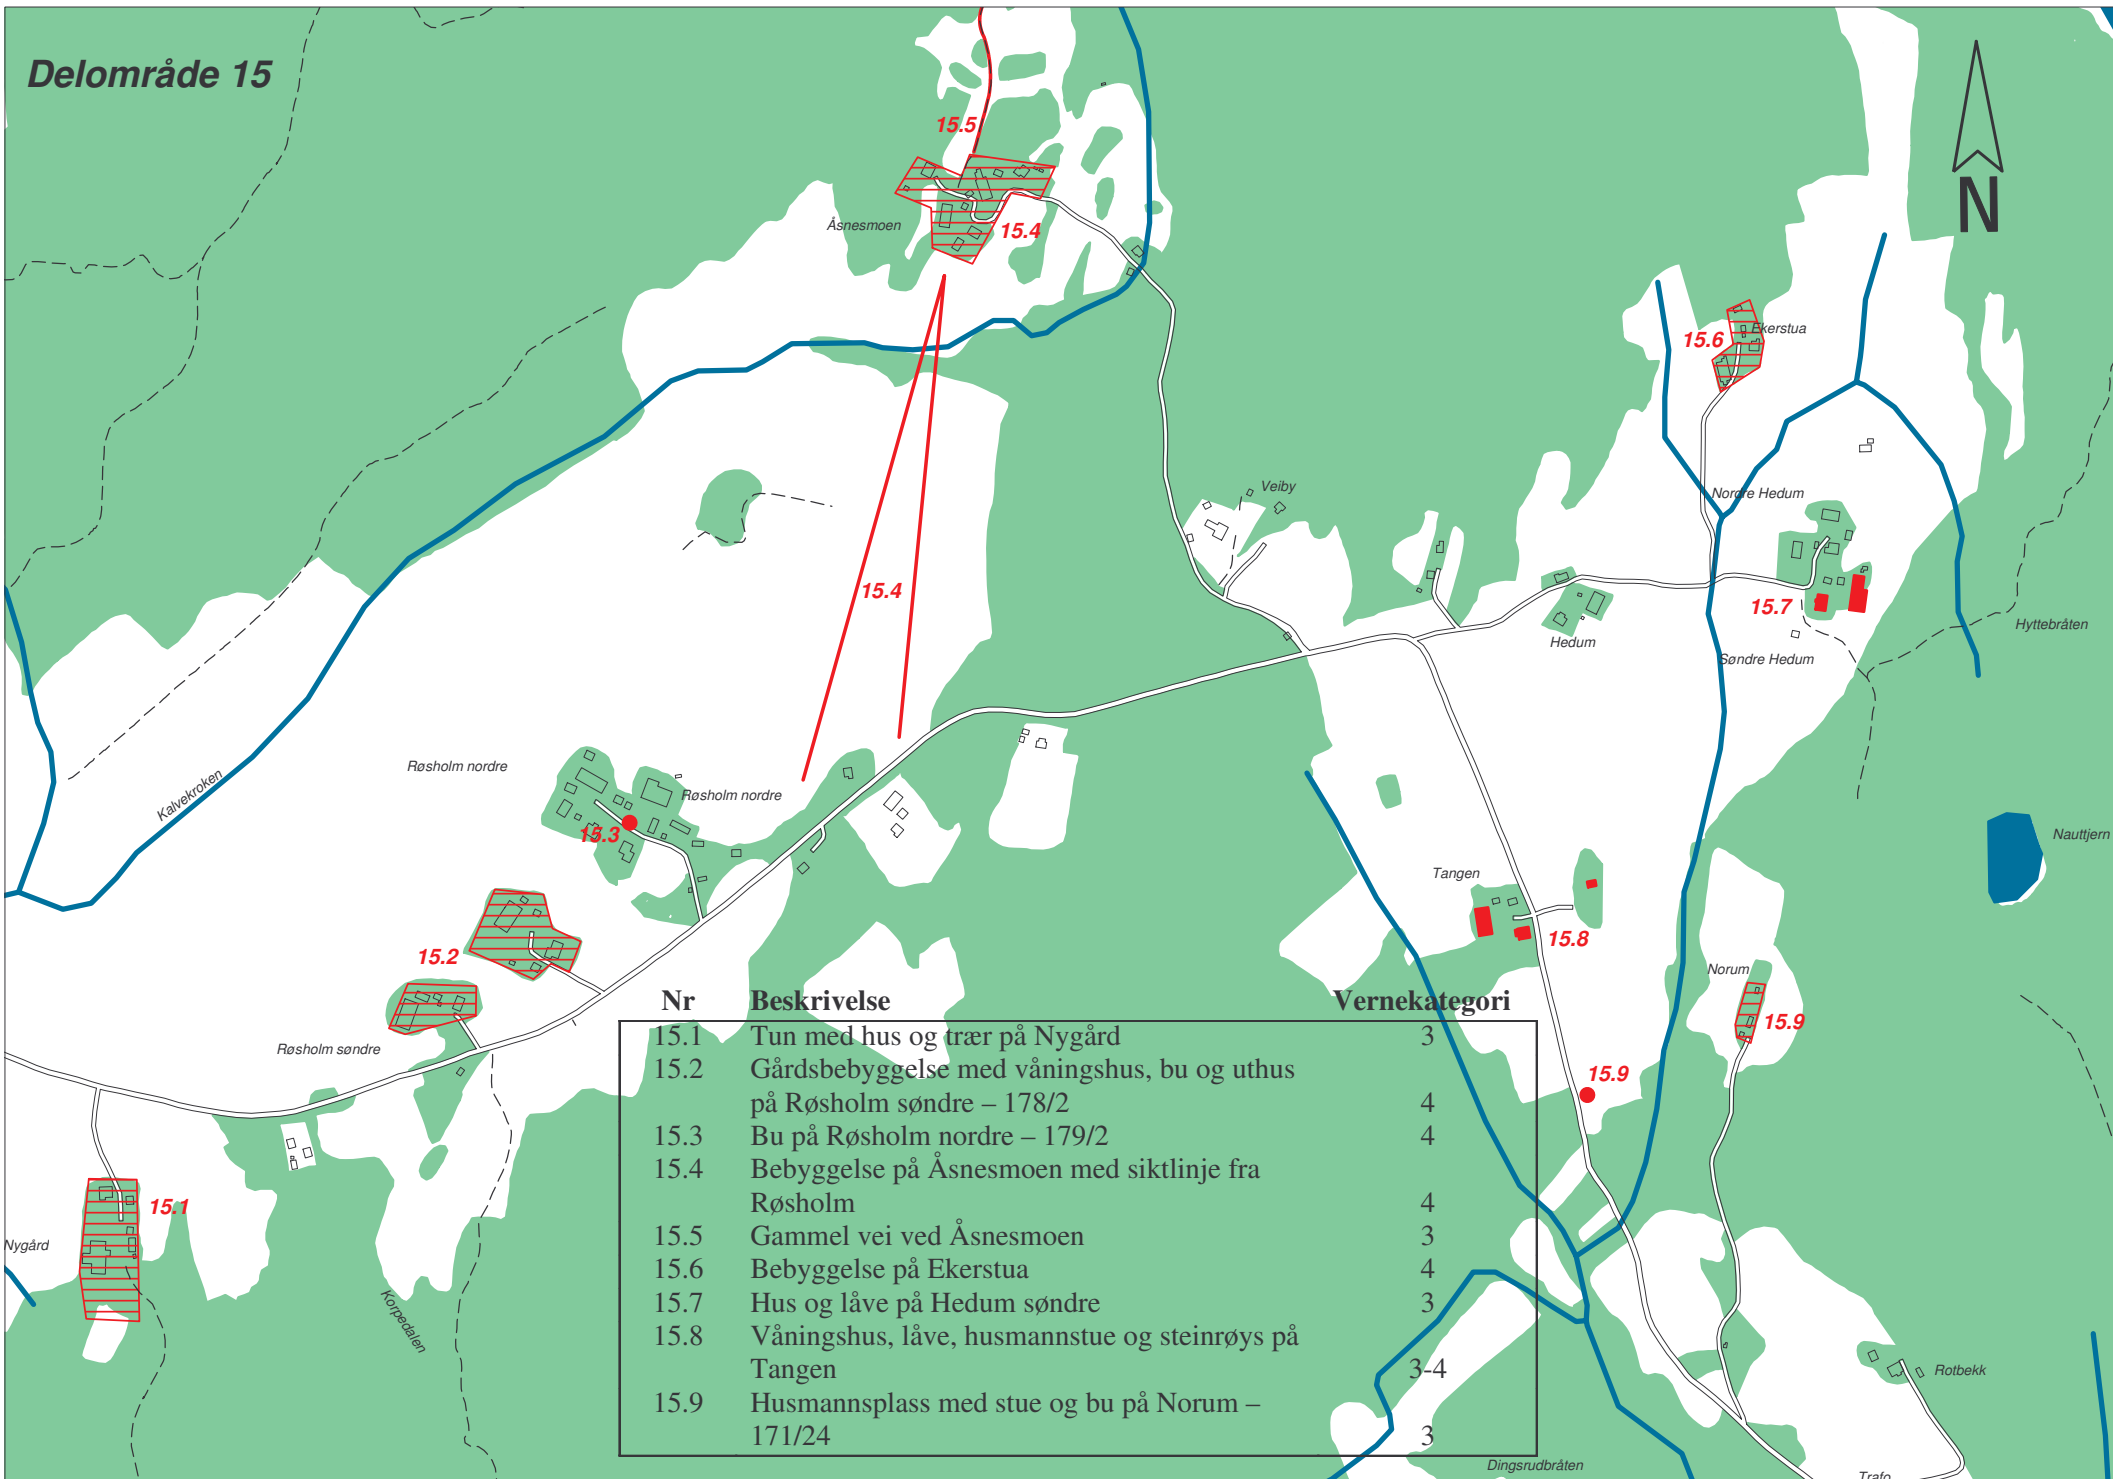 Delområde 15
15.5
Åsnesmoen
15.4
N
15.6
Ekerstua
Veiby
Nordre Hedum
15.4
15.7
Hyttebråten
Hedum
Søndre Hedum
Røsholm nordre
Røsholm nordre
Kalvekroken
15.3
Nauttjern
Tangen
15.8
15.2
Norum
15.9
Røsholm søndre
15.9
15.1
Nygård
Korpedalen
Rotbekk
Dingsrudbråten
Trafo
Nr Beskrivelse Vernekategori
15.1 Tun med hus og trær på Nygård 3
15.2 Gårdsbebyggelse med våningshus, bu og uthus
på Røsholm søndre – 178/2 4
15.3 Bu på Røsholm nordre – 179/2 4
15.4 Bebyggelse på Åsnesmoen med siktlinje fra
Røsholm 4
15.5 Gammel vei ved Åsnesmoen 3
15.6 Bebyggelse på Ekerstua 4
15.7 Hus og låve på Hedum søndre 3
15.8 Våningshus, låve, husmannstue og steinrøys på
Tangen 3-4
15.9 Husmannsplass med stue og bu på Norum –
171/24 3